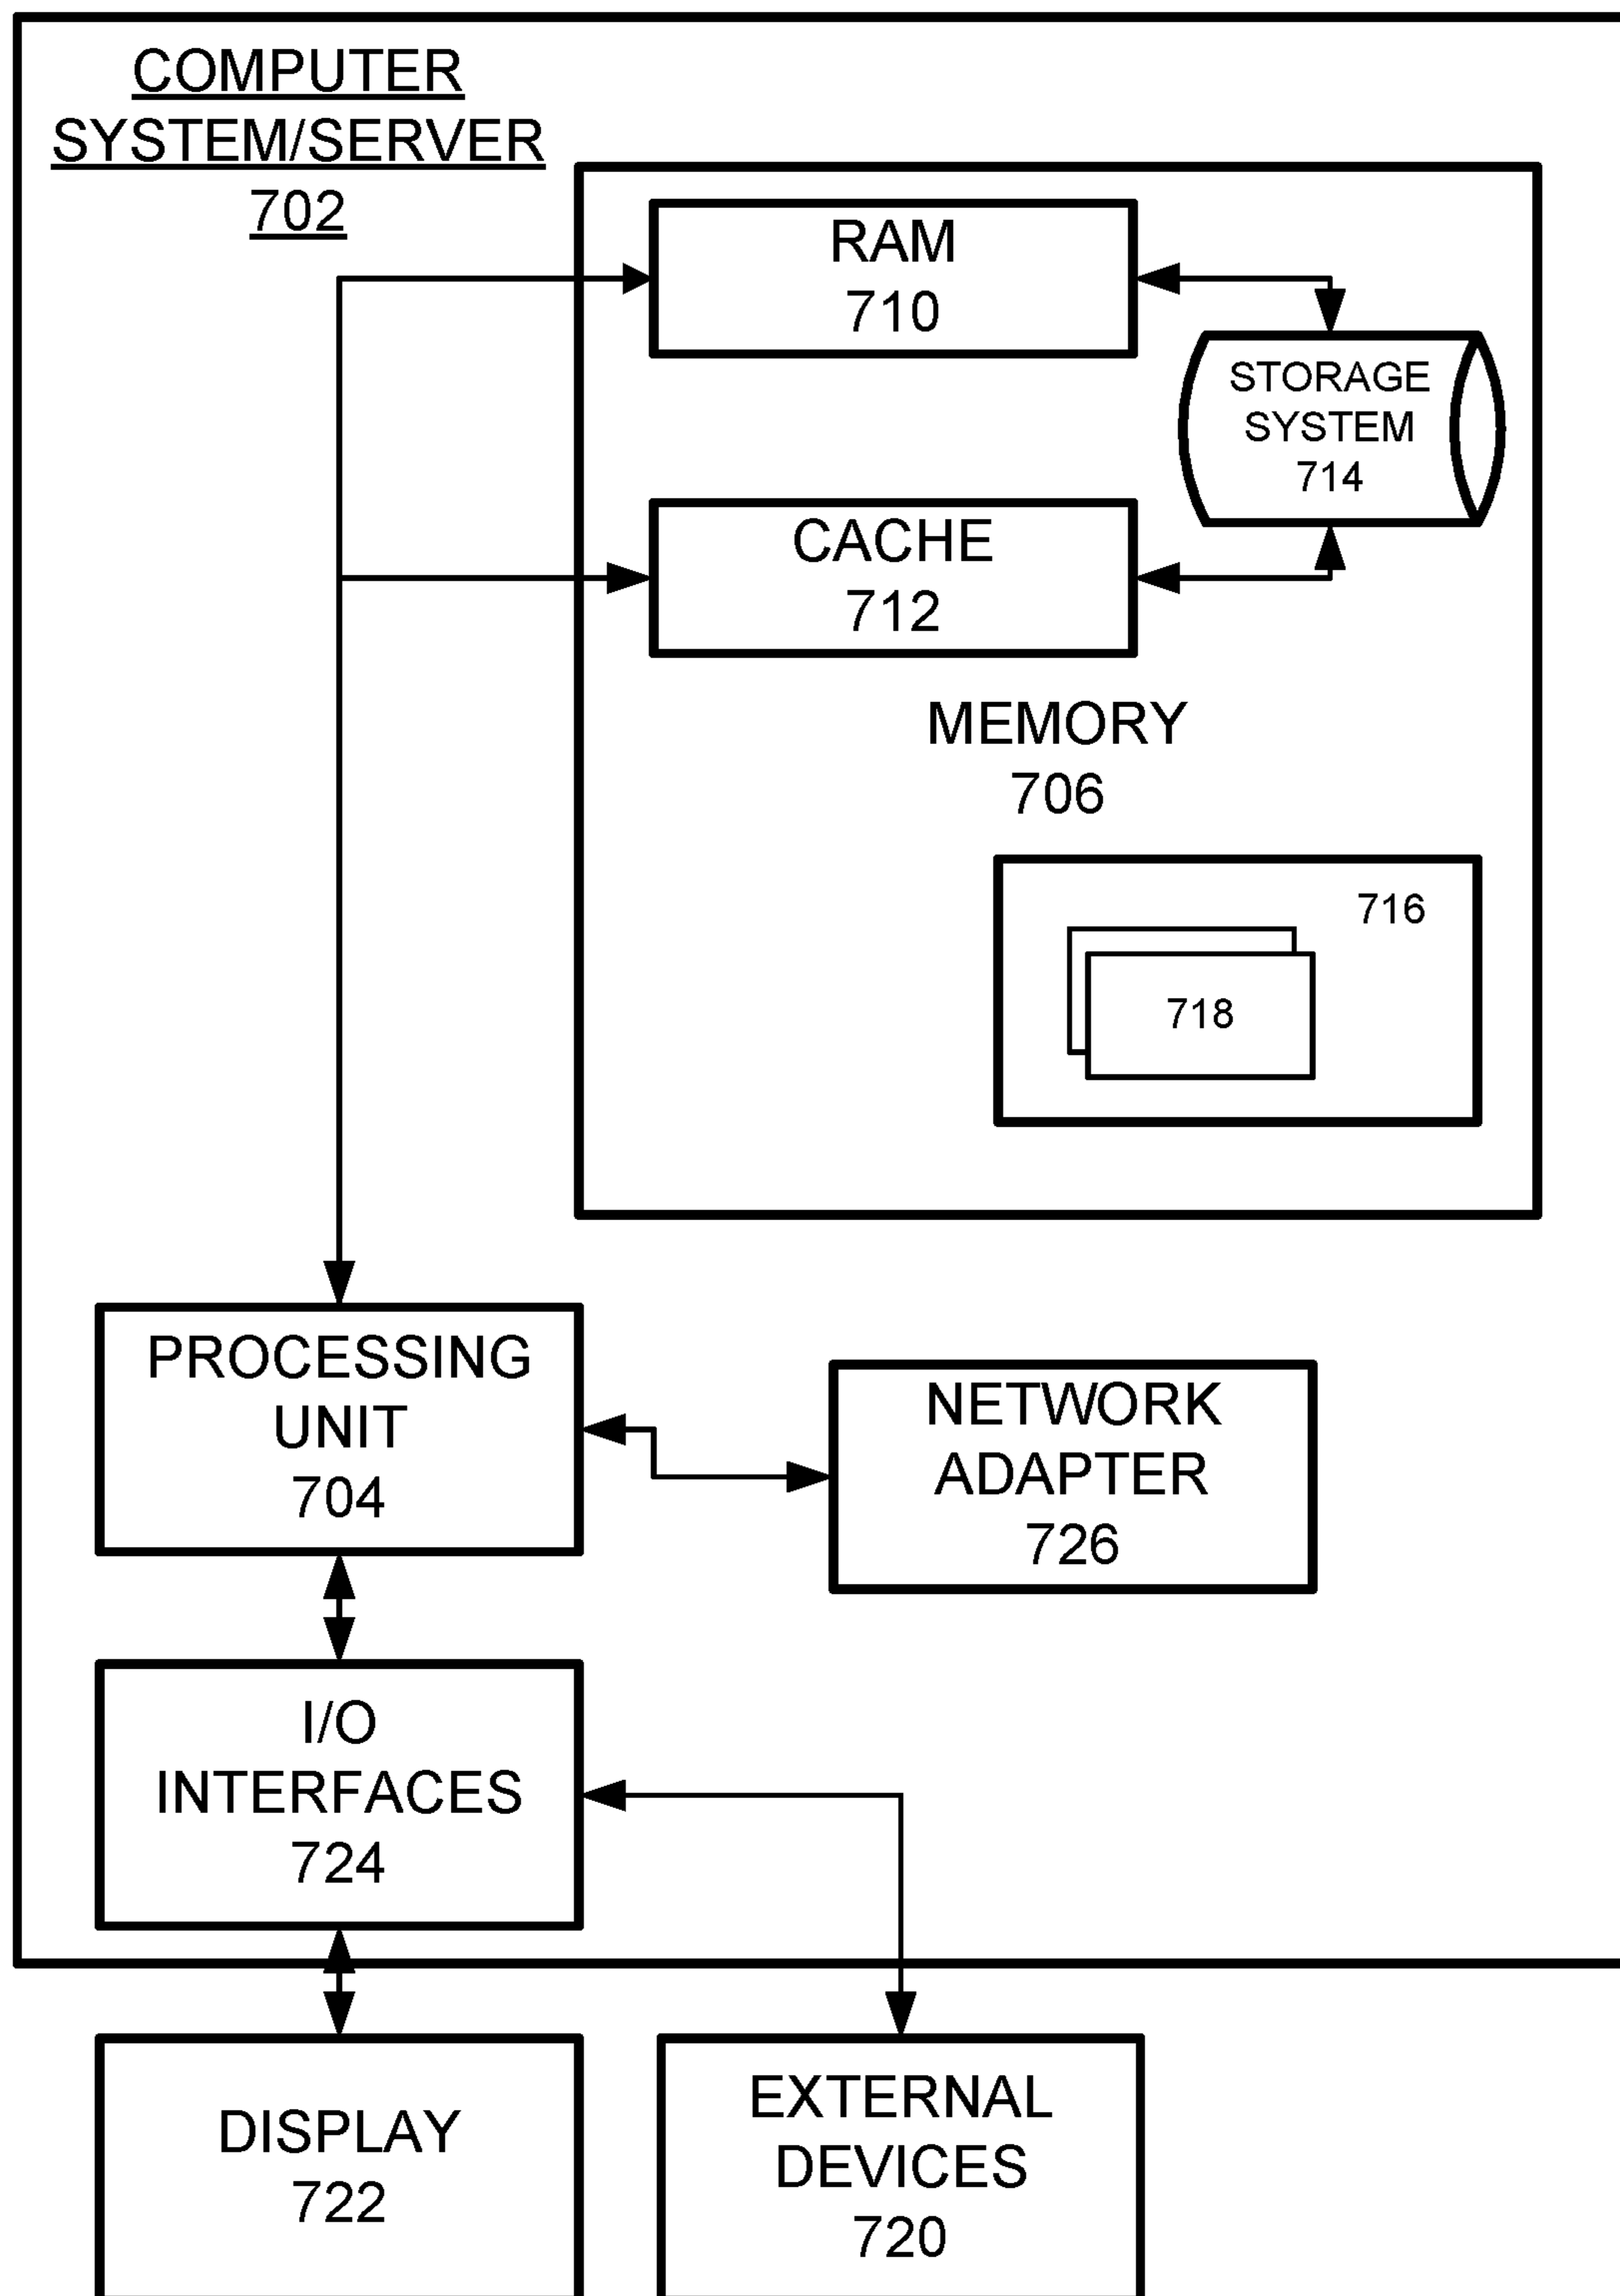 COMPUTER
SYSTEM/SERVER
702
RAM
710
STORAGE
SYSTEM
714
CACHE
712
MEMORY
706
716
718
PROCESSING
UNIT
704
NETWORK
ADAPTER
726
I/O
INTERFACES
724
DISPLAY
722
EXTERNAL
DEVICES
720